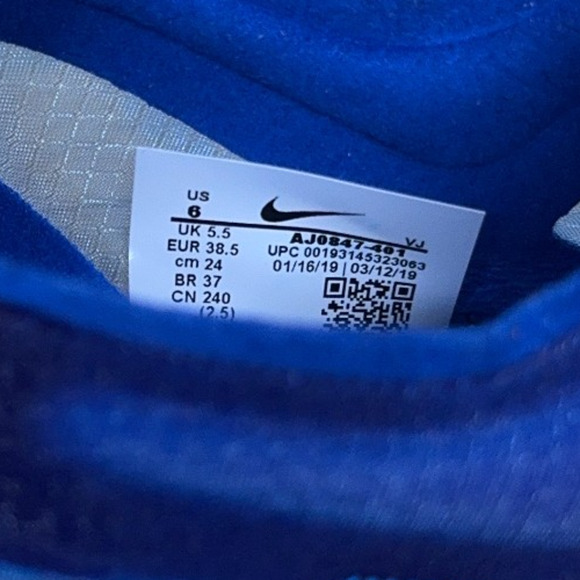 US
6
UK 5.5
EUR 38.5
cm 24
BR 37
CN 240
(2.5)
AJ0847-401 VJ
UPC 00193145323063
01/16/19 | 03/12/19